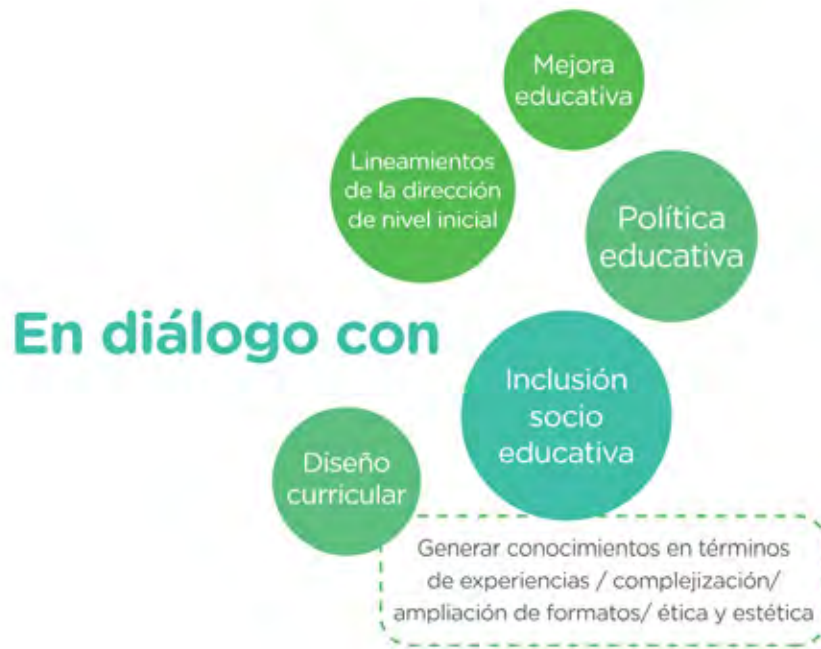 Mejora
educativa
Lineamientos
de la dirección
de nivel inicial
Política
educativa
En diálogo con
Inclusión
socio
educativa
Diseño
curricular
Generar conocimientos en términos
de experiencias / complejización/
ampliación de formatos/ ética y estética